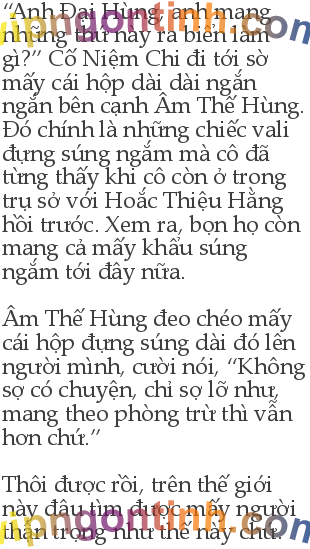 “Anh Đại Hùng, anh mang
những thứ này ra biển làm
gì?” Cố Niệm Chi đi tới sờ
mấy cái hộp dài dài ngắn
ngắn bên cạnh Âm Thế Hùng.
Đó chính là những chiếc vali
đựng súng ngắm mà cô đã
từng thấy khi cô còn ở trong
trụ sở với Hoắc Thiệu Hằng
hồi trước. Xem ra, bọn họ còn
mang cả mấy khẩu súng
ngắm tới đây nữa.
Âm Thế Hùng đeo chéo mấy
cái hộp đựng súng dài đó lên
người mình, cười nói, “Không
sợ có chuyện, chỉ sợ lỡ như,
mang theo phòng trừ thì vẫn
hơn chứ.”
Thôi được rồi, trên thế giới
này đâu tìm được mấy người
thận trọng như thế này chứ.
vipngontinh.com
vipngontinh.com